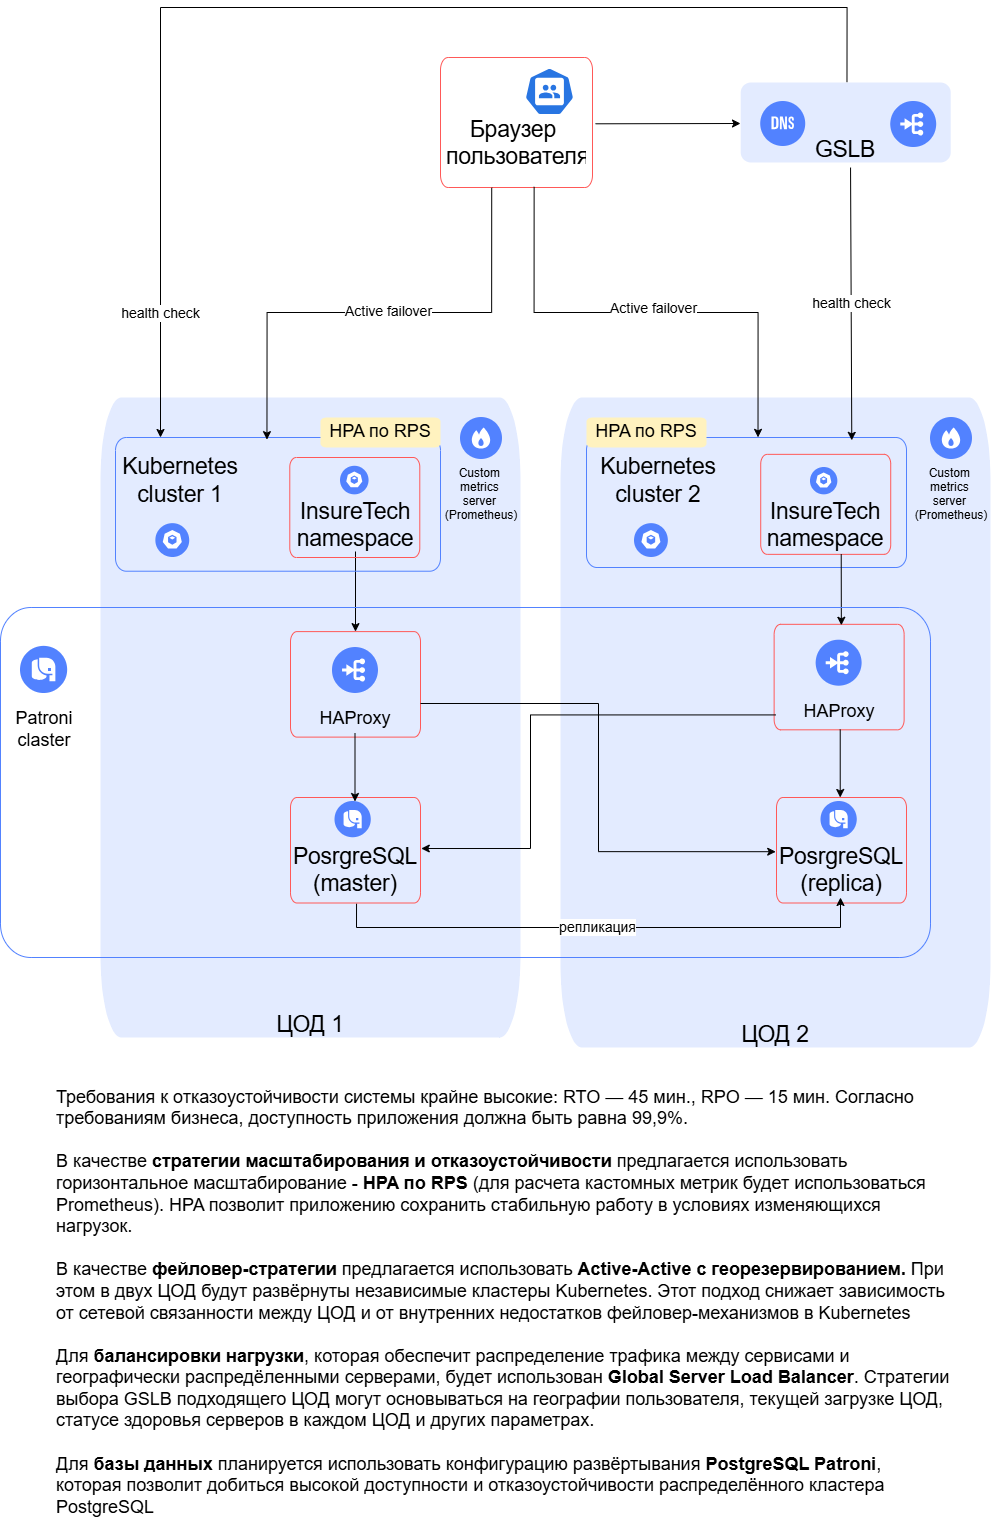 Браузер
пользователя
DNS
GSLB
health check
Active failover
Active failover
health check
HPA по RPS
Kubernetes
cluster 1
InsureTech
namespace
Custom
metrics
server
(Prometheus)
HPA по RPS
Kubernetes
cluster 2
InsureTech
namespace
Custom
metrics
server
(Prometheus)
Patroni
claster
HAProxy
HAProxy
PosrgreSQL
(master)
PosrgreSQL
(replica)
репликация
ЦОД 1
ЦОД 2
Требования к отказоустойчивости системы крайне высокие: RTO — 45 мин., RPO — 15 мин. Согласно
требованиям бизнеса, доступность приложения должна быть равна 99,9%.
В качестве стратегии масштабирования и отказоустойчивости предлагается использовать
горизонтальное масштабирование - HPA по RPS (для расчета кастомных метрик будет использоваться
Prometheus). HPA позволит приложению сохранить стабильную работу в условиях изменяющихся
нагрузок.
В качестве фейловер-стратегии предлагается использовать Active-Active с георезервированием. При
этом в двух ЦОД будут развёрнуты независимые кластеры Kubernetes. Этот подход снижает зависимость
от сетевой связанности между ЦОД и от внутренних недостатков фейловер-механизмов в Kubernetes
Для балансировки нагрузки, которая обеспечит распределение трафика между сервисами и
географически распредёленными серверами, будет использован Global Server Load Balancer. Стратегии
выбора GSLB подходящего ЦОД могут основываться на географии пользователя, текущей загрузке ЦОД,
статусе здоровья серверов в каждом ЦОД и других параметрах.
Для базы данных планируется использовать конфигурацию развёртывания PostgreSQL Patroni,
которая позволит добиться высокой доступности и отказоустойчивости распределённого кластера
PostgreSQL